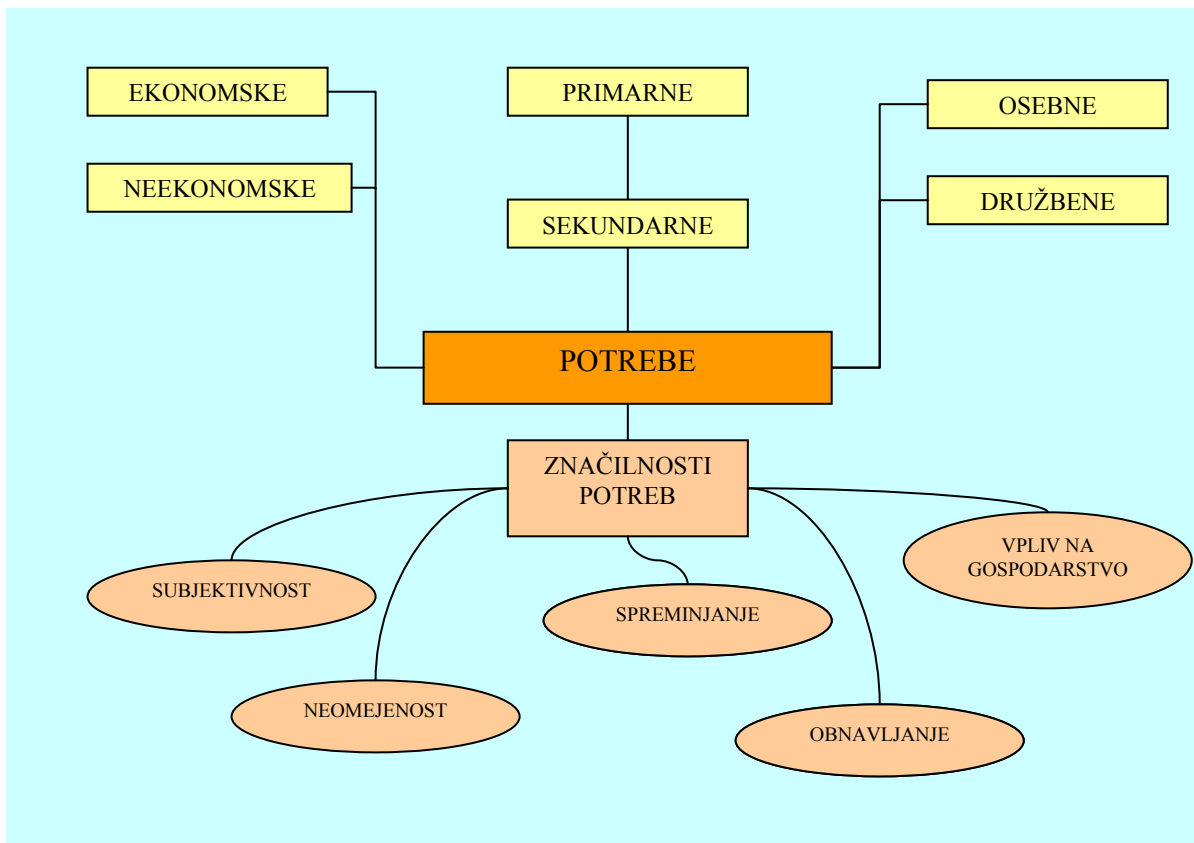 EKONOMSKE
PRIMARNE
OSEBNE
NEEKONOMSKE
DRUŽBENE
SEKUNDARNE
POTREBE
ZNAČILNOSTI
POTREB
VPLIV NA
GOSPODARSTVO
SUBJEKTIVNOST
SPREMINJANJE
NEOMEJENOST
OBNAVLJANJE